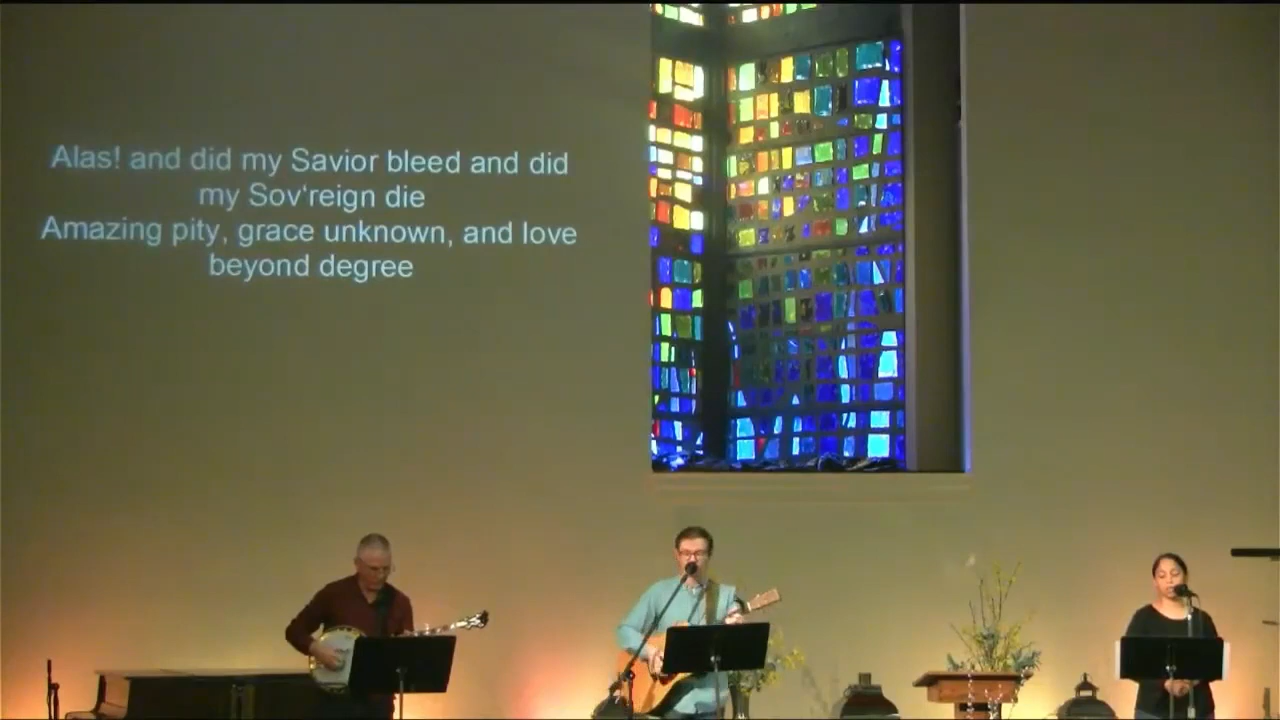 Alas! and did my Savior bleed and did
my Sov'reign die
Amazing pity, grace unknown, and love
beyond degree